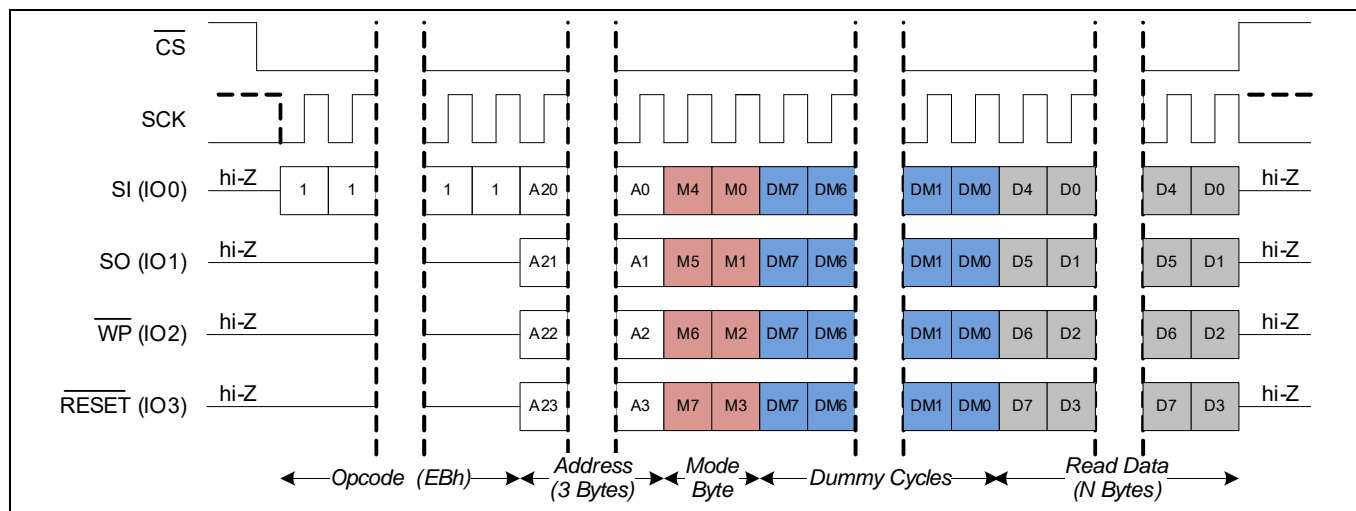 CS
SCK
SI (IO0) hi-Z 1 1 1 1 A20 A0 M4 M0 DM7 DM6 DM1 DM0 D4 D0 D4 D0 hi-Z
SO (IO1) hi-Z A21 A1 M5 M1 DM7 DM6 DM1 DM0 D5 D1 D5 D1 hi-Z
WP (IO2) hi-Z A22 A2 M6 M2 DM7 DM6 DM1 DM0 D6 D2 D6 D2 hi-Z
RESET (IO3) hi-Z A23 A3 M7 M3 DM7 DM6 DM1 DM0 D7 D3 D7 D3 hi-Z
Opcode (EBh) Address (3 Bytes) Mode Byte Dummy Cycles Read Data (N Bytes)